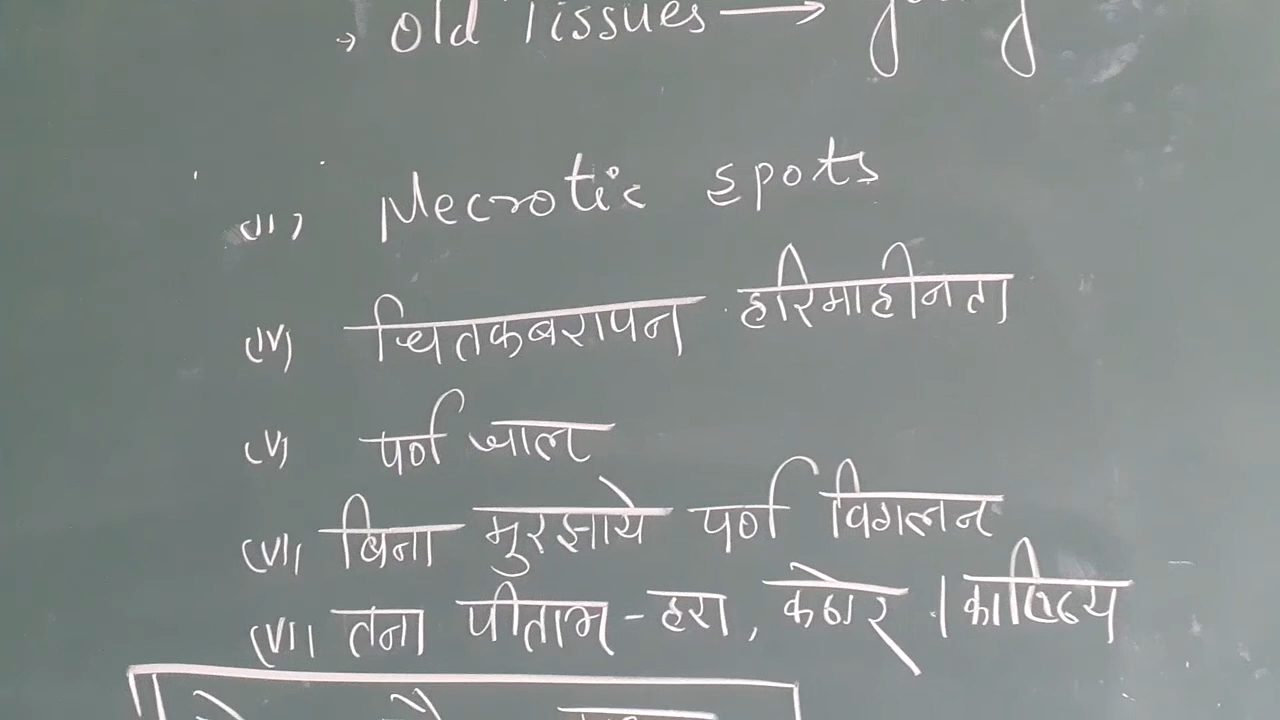 → Old Tissues ⟶
(III) Necrotic spots
(IV) चितकबरापन हरिमाहीनता
(V) पर्ण जाल
(VI) बिना मुरझाये पर्ण विगलन
(VII) तना पीताभ - हरा, कठोर । काष्ठिय